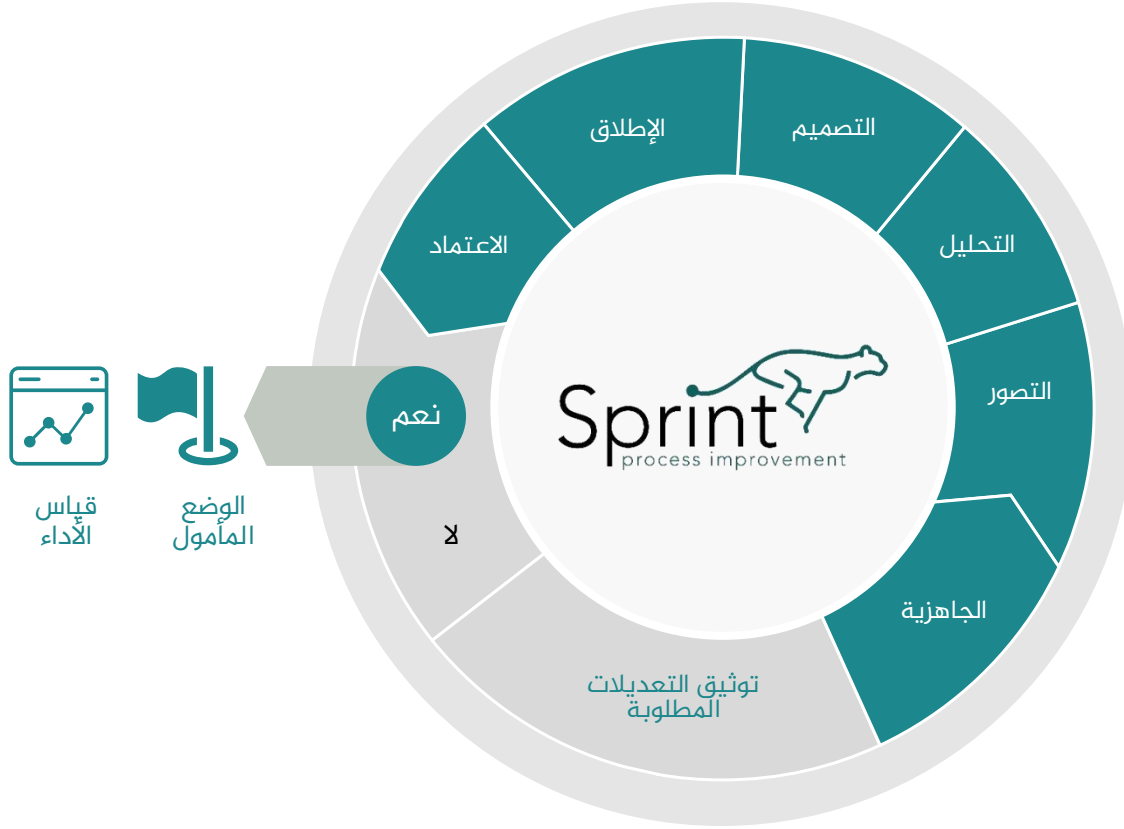 الإطلاق
التصميم
الاعتماد
التحليل
التصور
نعم
Sprint
process improvement
قياس
الأداء
الوضع
المأمول
لا
الجاهزية
توثيق التعديلات
المطلوبة